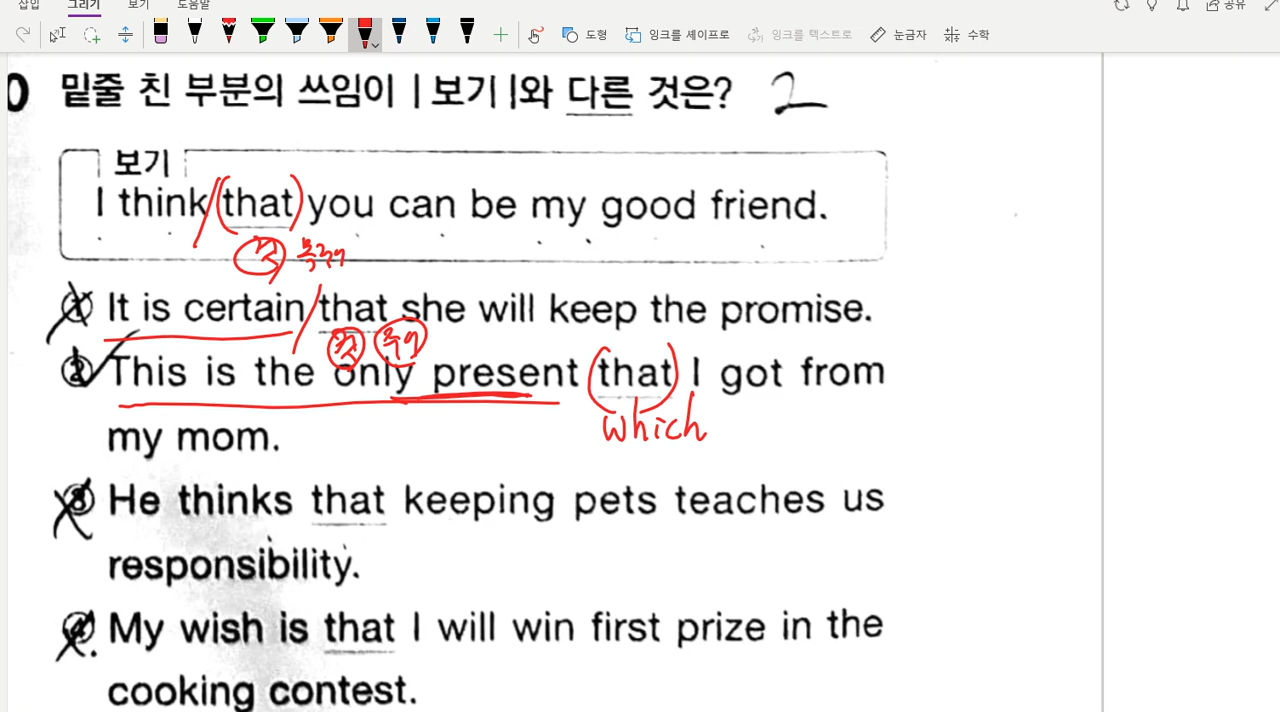 삽입 그리기 보기 도움말
도형 잉크를 셰이프로 잉크를 텍스트로 눈금자 수학 공유
0 밑줄 친 부분의 쓰임이 | 보기 |와 다른 것은? 2
보기
I think (that) you can be my good friend.
목적어
① It is certain that she will keep the promise.
주어
② This is the only present (that) I got from
which
my mom.
③ He thinks that keeping pets teaches us
responsibility.
④ My wish is that I will win first prize in the
cooking contest.